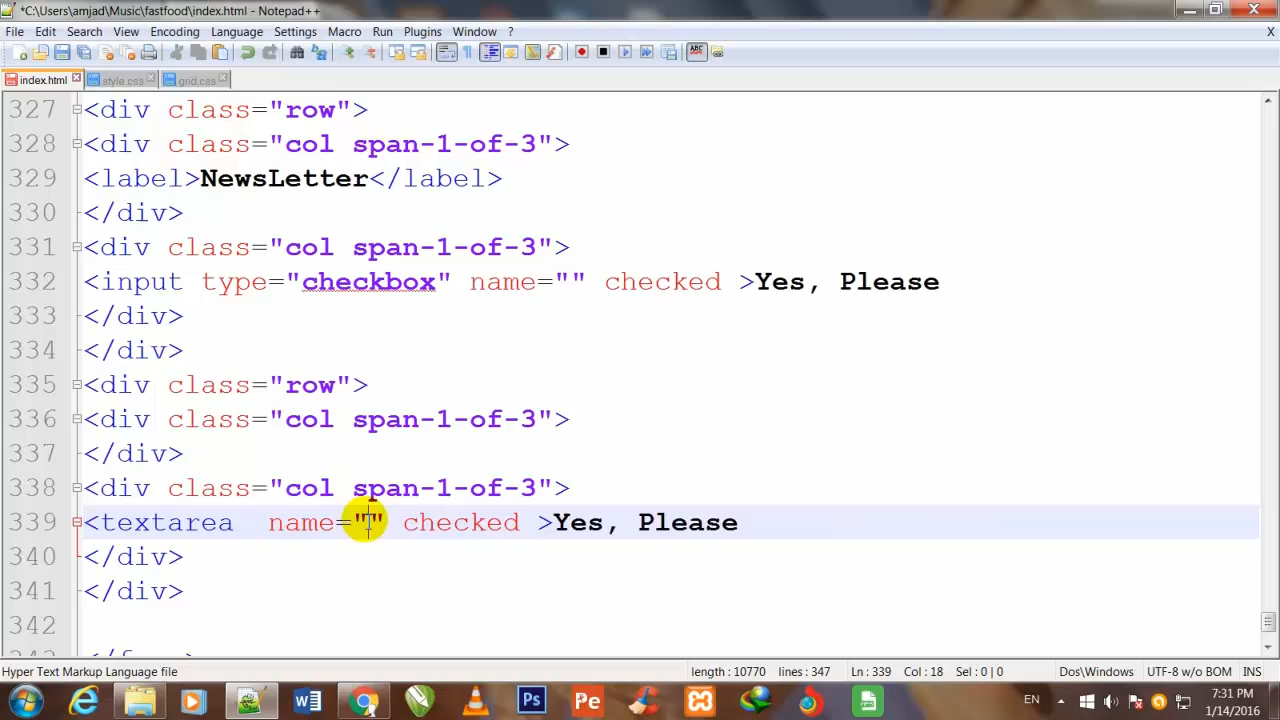 *C:\Users\amjad\Music\fastfood\index.html - Notepad++
File Edit Search View Encoding Language Settings Macro Run Plugins Window ? X
index.html style.css grid.css
327 <div class="row">
328 <div class="col span-1-of-3">
329 <label>NewsLetter</label>
330 </div>
331 <div class="col span-1-of-3">
332 <input type="checkbox" name="" checked >Yes, Please
333 </div>
334 </div>
335 <div class="row">
336 <div class="col span-1-of-3">
337 </div>
338 <div class="col span-1-of-3">
339 <textarea  name="" checked >Yes, Please
340 </div>
341 </div>
342
Hyper Text Markup Language file length : 10770 lines : 347 Ln : 339 Col : 18 Sel : 0 | 0 Dos\Windows UTF-8 w/o BOM INS
EN 7:31 PM
1/14/2016